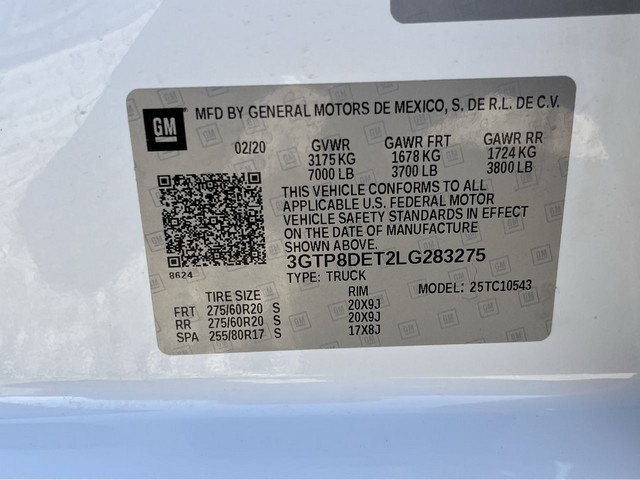 GM MFD BY GENERAL MOTORS DE MEXICO, S. DE R.L. DE C.V.
02/20 GVWR GAWR FRT GAWR RR
3175 KG 1678 KG 1724 KG
7000 LB 3700 LB 3800 LB
THIS VEHICLE CONFORMS TO ALL
APPLICABLE U.S. FEDERAL MOTOR
VEHICLE SAFETY STANDARDS IN EFFECT
ON THE DATE OF MANUFACTURE
SHOWN ABOVE.
8624
3GTP8DET2LG283275
TYPE: TRUCK MODEL: 25TC10543
TIRE SIZE RIM
FRT 275/60R20 S 20X9J
RR 275/60R20 S 20X9J
SPA 255/80R17 S 17X8J